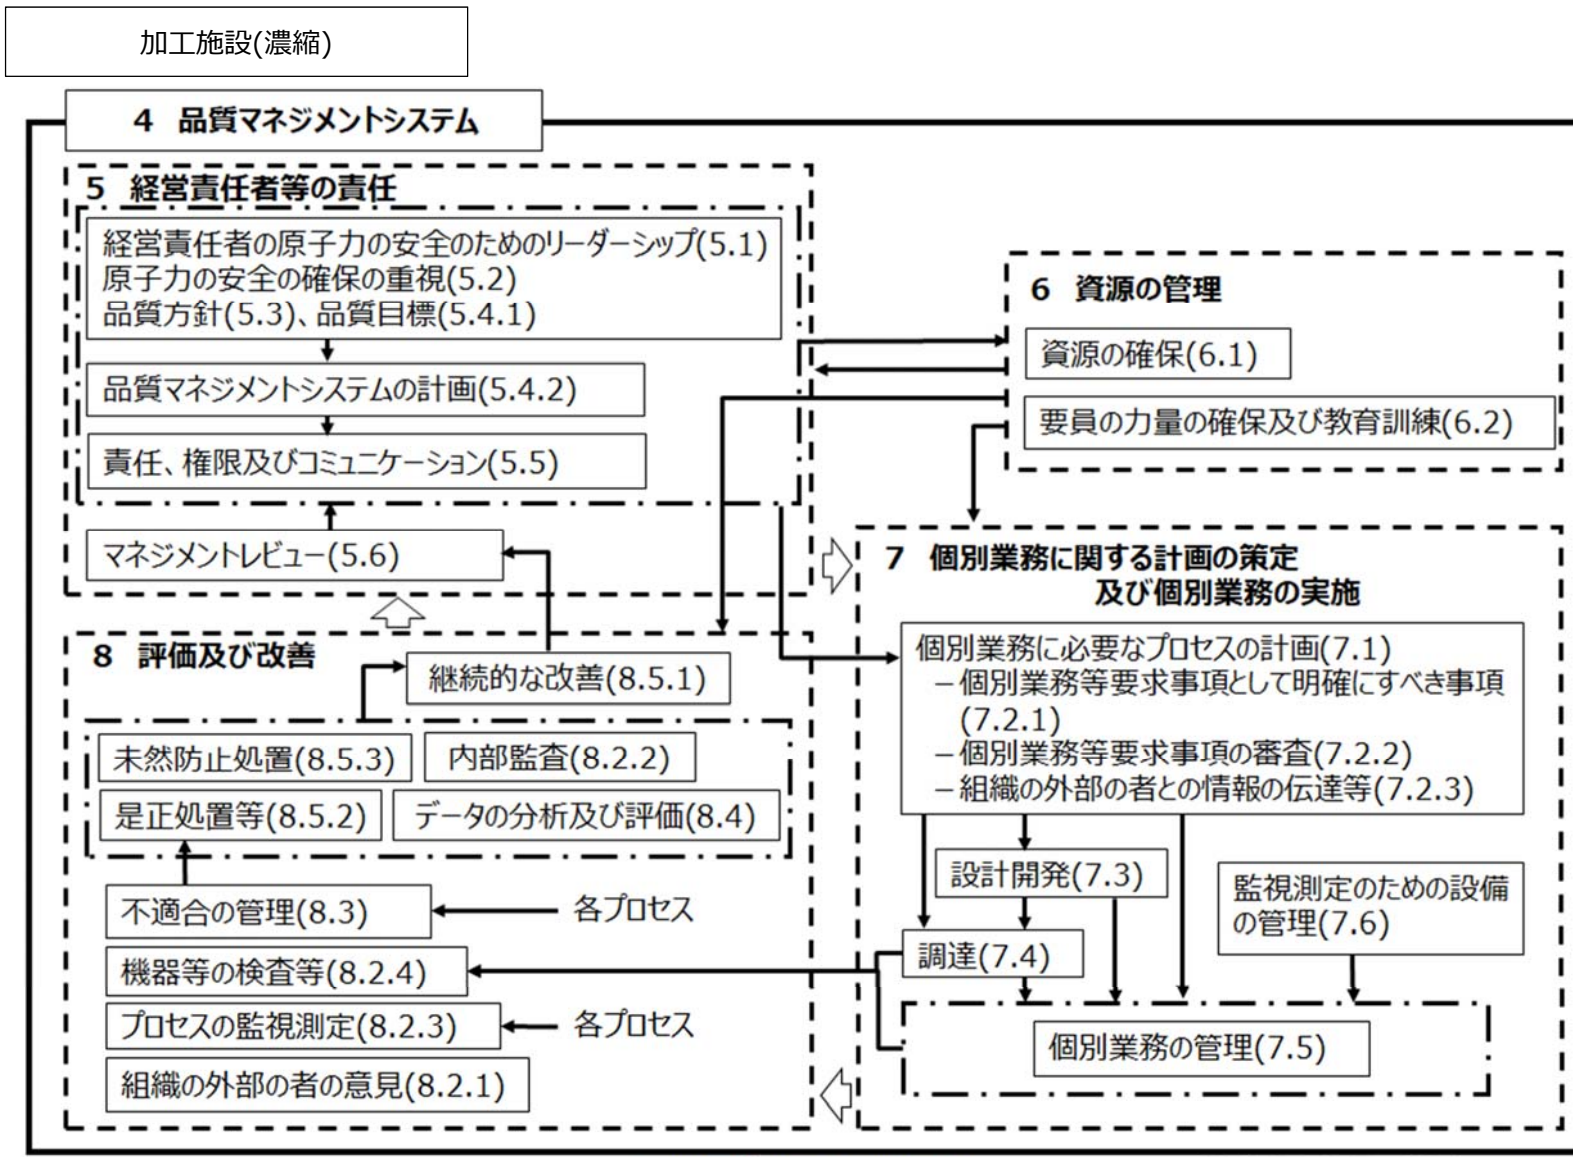 加工施設(濃縮)
4 品質マネジメントシステム
5 経営責任者等の責任
経営責任者の原子力の安全のためのリーダーシップ(5.1)
原子力の安全の確保の重視(5.2)
品質方針(5.3)、品質目標(5.4.1)
品質マネジメントシステムの計画(5.4.2)
責任、権限及びコミュニケーション(5.5)
マネジメントレビュー(5.6)
6 資源の管理
資源の確保(6.1)
要員の力量の確保及び教育訓練(6.2)
7 個別業務に関する計画の策定
及び個別業務の実施
個別業務に必要なプロセスの計画(7.1)
－個別業務等要求事項として明確にすべき事項
(7.2.1)
－個別業務等要求事項の審査(7.2.2)
－組織の外部の者との情報の伝達等(7.2.3)
設計開発(7.3)
監視測定のための設備
の管理(7.6)
調達(7.4)
個別業務の管理(7.5)
8 評価及び改善
継続的な改善(8.5.1)
未然防止処置(8.5.3)
内部監査(8.2.2)
是正処置等(8.5.2)
データの分析及び評価(8.4)
不適合の管理(8.3)
各プロセス
機器等の検査等(8.2.4)
プロセスの監視測定(8.2.3)
各プロセス
組織の外部の者の意見(8.2.1)